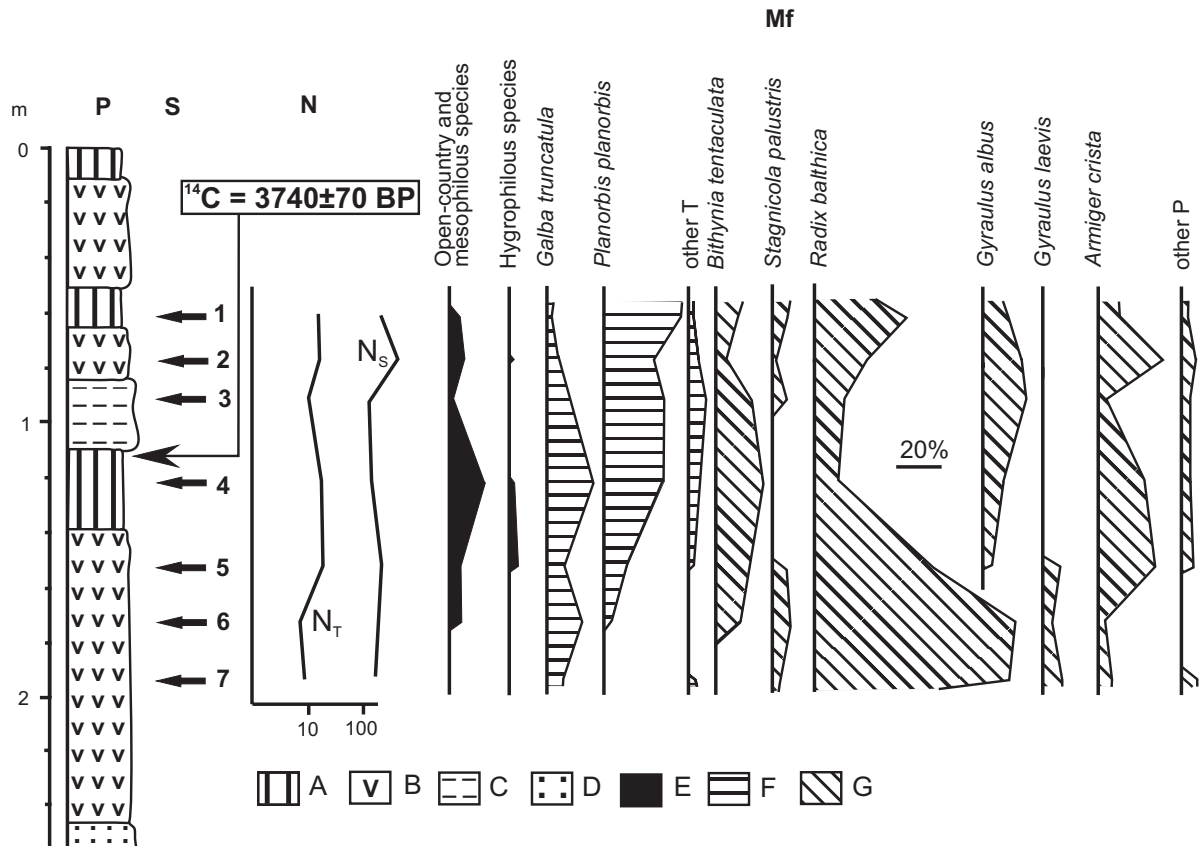 Mf
m
P
S
N
Open-country and
mesophilous species
Hygrophilous species
Galba truncatula
Planorbis planorbis
other T
Bithynia tentaculata
Stagnicola palustris
Radix balthica
Gyraulus albus
Gyraulus laevis
Armiger crista
other P
0
14C = 3740±70 BP
V V V
V V V
V V V
V V V
1
V V V
V V V
2
NS
3
1
20%
4
V V V
5
V V V
V V V
6
NT
V V V
V V V
7
2
V V V
V V V
V V V
V V V
V V V
10
100
A
V
B
C
D
E
F
G